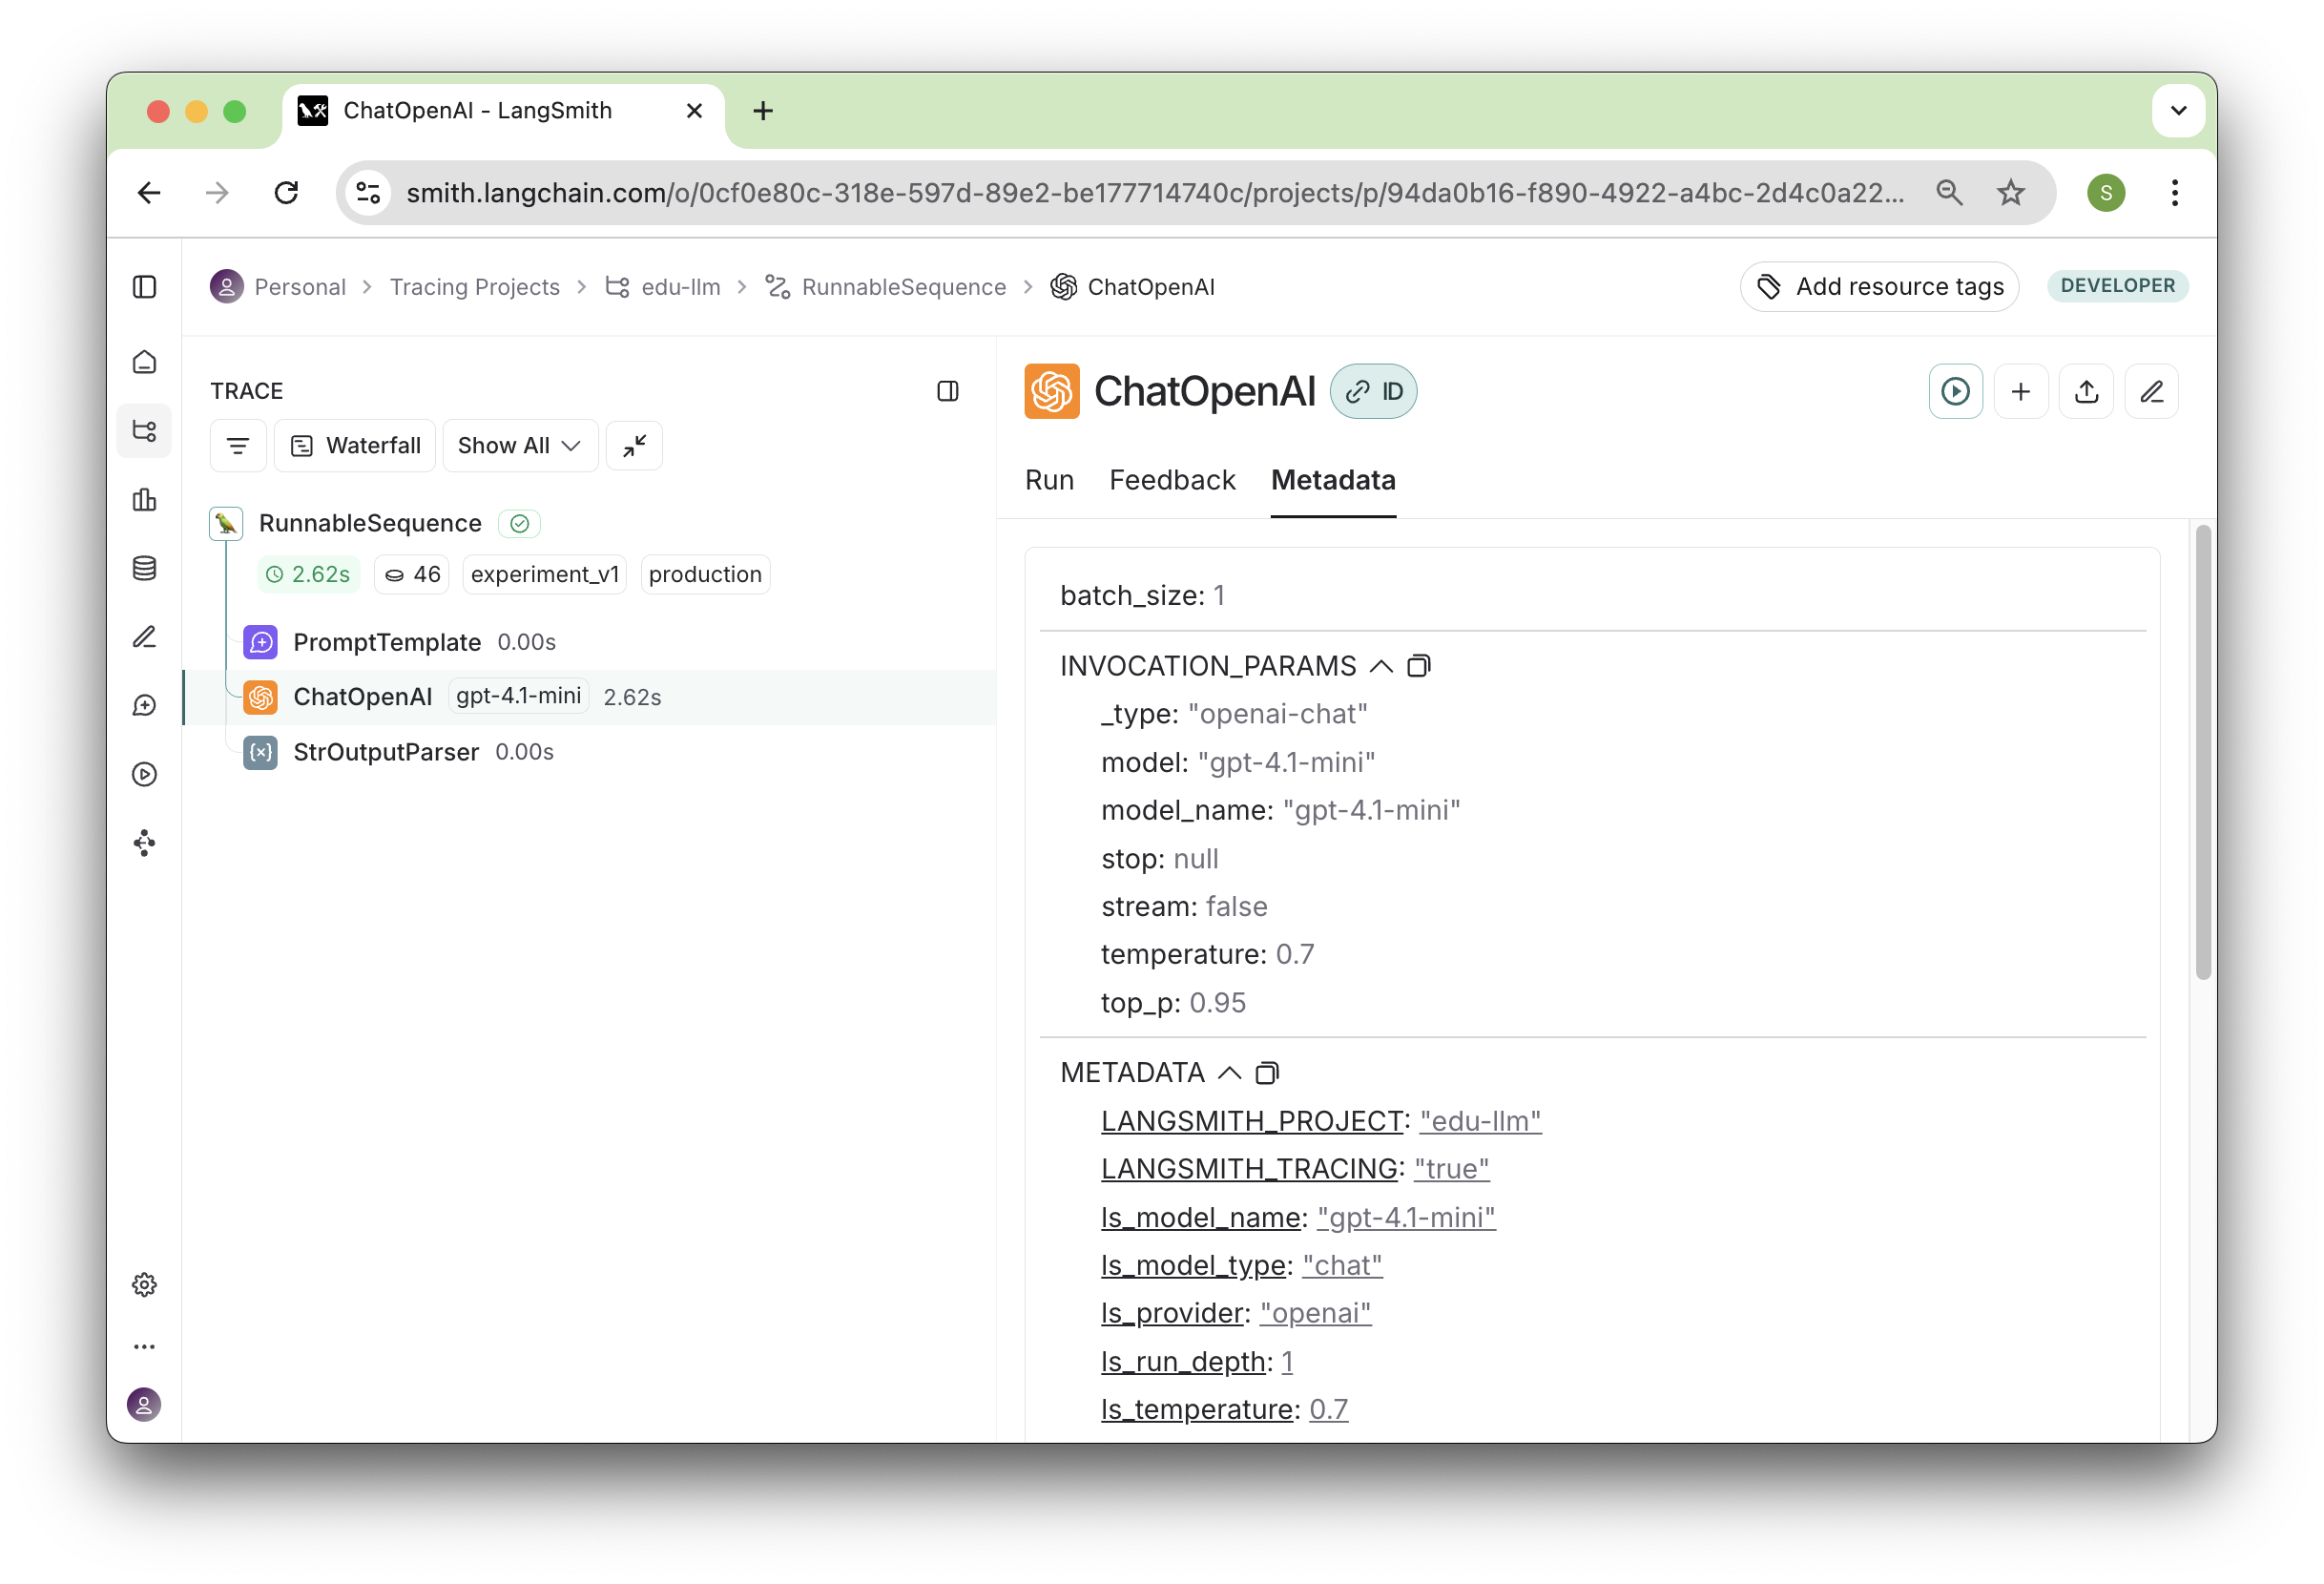 ChatOpenAI - LangSmith
smith.langchain.com/o/0cf0e80c-318e-597d-89e2-be177714740c/projects/p/94da0b16-f890-4922-a4bc-2d4c0a22...
S
Personal > Tracing Projects > edu-llm > RunnableSequence > ChatOpenAI
Add resource tags
DEVELOPER
TRACE
Waterfall
Show All
RunnableSequence
2.62s 46 experiment_v1 production
PromptTemplate 0.00s
ChatOpenAI gpt-4.1-mini 2.62s
StrOutputParser 0.00s
ChatOpenAI ID
Run Feedback Metadata
batch_size: 1
INVOCATION_PARAMS
_type: "openai-chat"
model: "gpt-4.1-mini"
model_name: "gpt-4.1-mini"
stop: null
stream: false
temperature: 0.7
top_p: 0.95
METADATA
LANGSMITH_PROJECT: "edu-llm"
LANGSMITH_TRACING: "true"
ls_model_name: "gpt-4.1-mini"
ls_model_type: "chat"
ls_provider: "openai"
ls_run_depth: 1
ls_temperature: 0.7